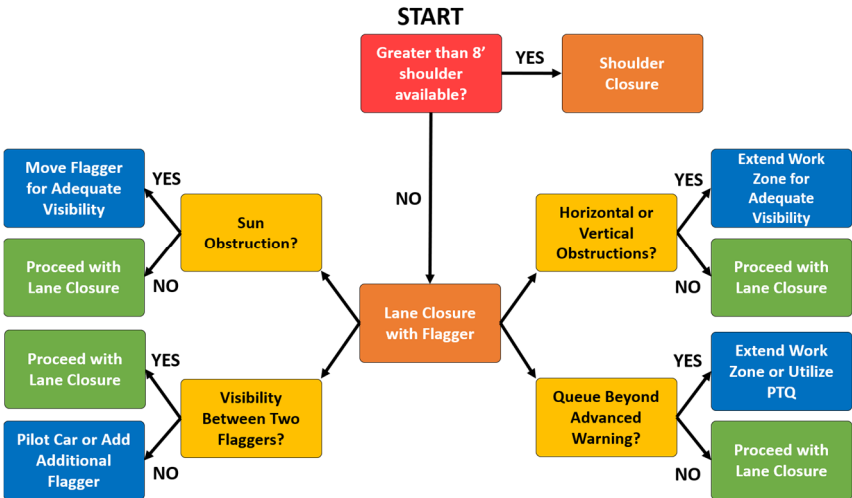 START
Greater than 8’
shoulder
available?
YES
Shoulder
Closure
NO
Move Flagger
for Adequate
Visibility
YES
Sun
Obstruction?
Proceed with
Lane Closure
NO
Extend Work
Zone for
Adequate
Visibility
YES
Horizontal or
Vertical
Obstructions?
Proceed with
Lane Closure
NO
Lane Closure
with Flagger
Proceed with
Lane Closure
YES
Visibility
Between Two
Flaggers?
Pilot Car or Add
Additional
Flagger
NO
Extend Work
Zone or Utilize
PTQ
YES
Queue Beyond
Advanced
Warning?
Proceed with
Lane Closure
NO